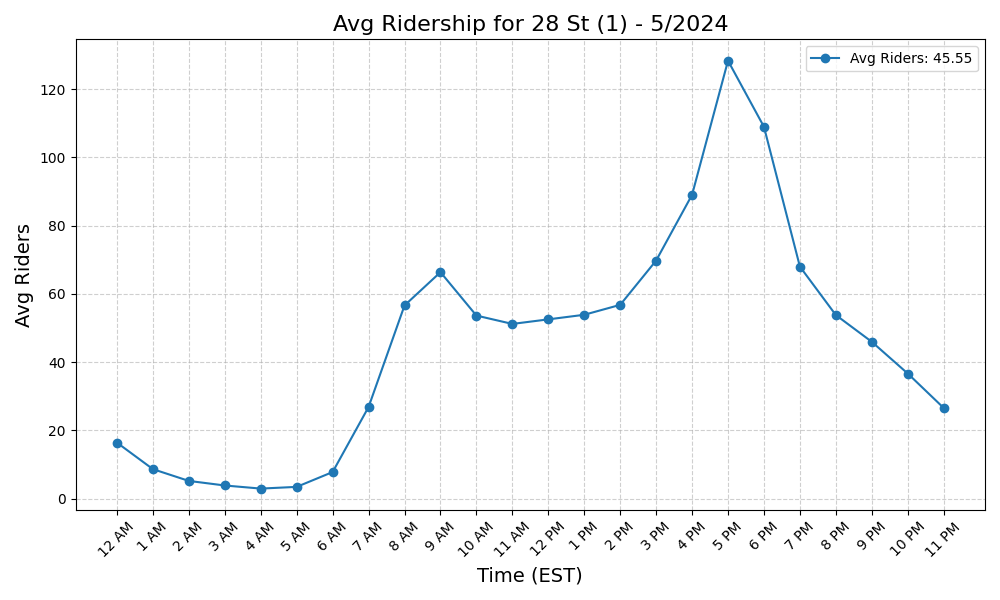 Avg Ridership for 28 St (1) - 5/2024
Avg Riders: 45.55
Avg Riders
120
100
80
60
40
20
0
12 AM
1 AM
2 AM
3 AM
4 AM
5 AM
6 AM
7 AM
8 AM
9 AM
10 AM
11 AM
12 PM
1 PM
2 PM
3 PM
4 PM
5 PM
6 PM
7 PM
8 PM
9 PM
10 PM
11 PM
Time (EST)